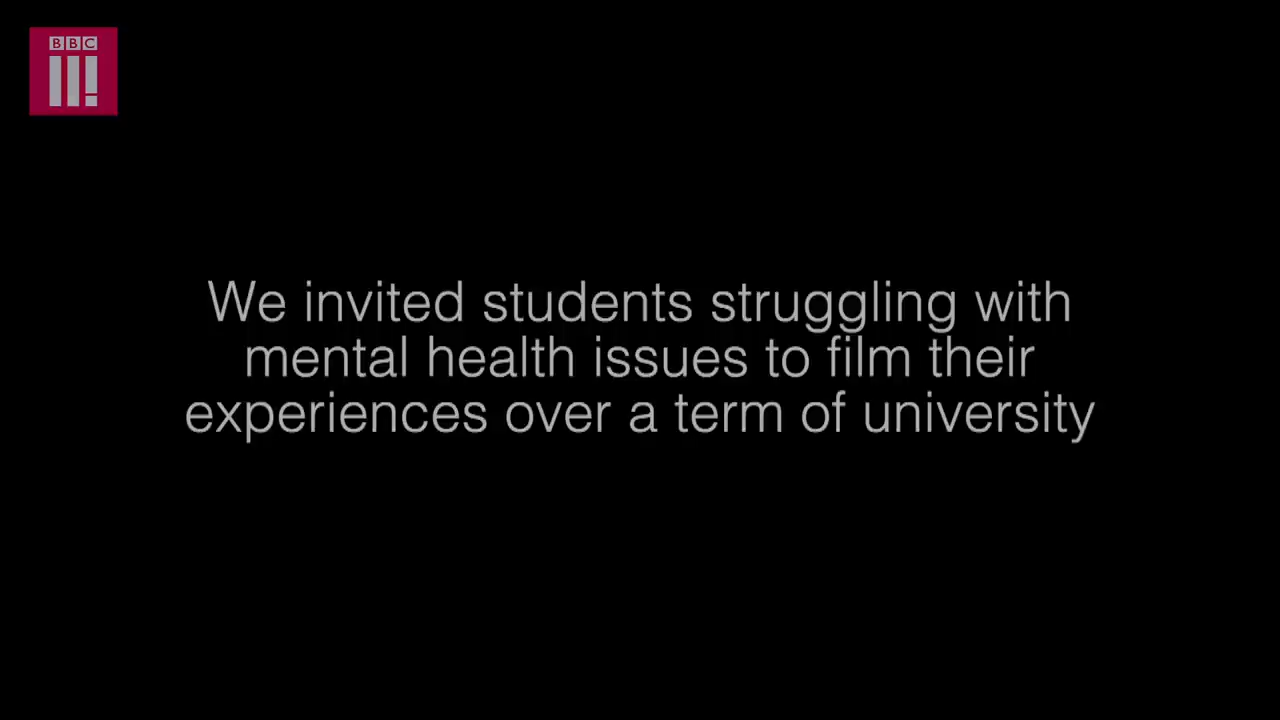 BBC
We invited students struggling with
mental health issues to film their
experiences over a term of university